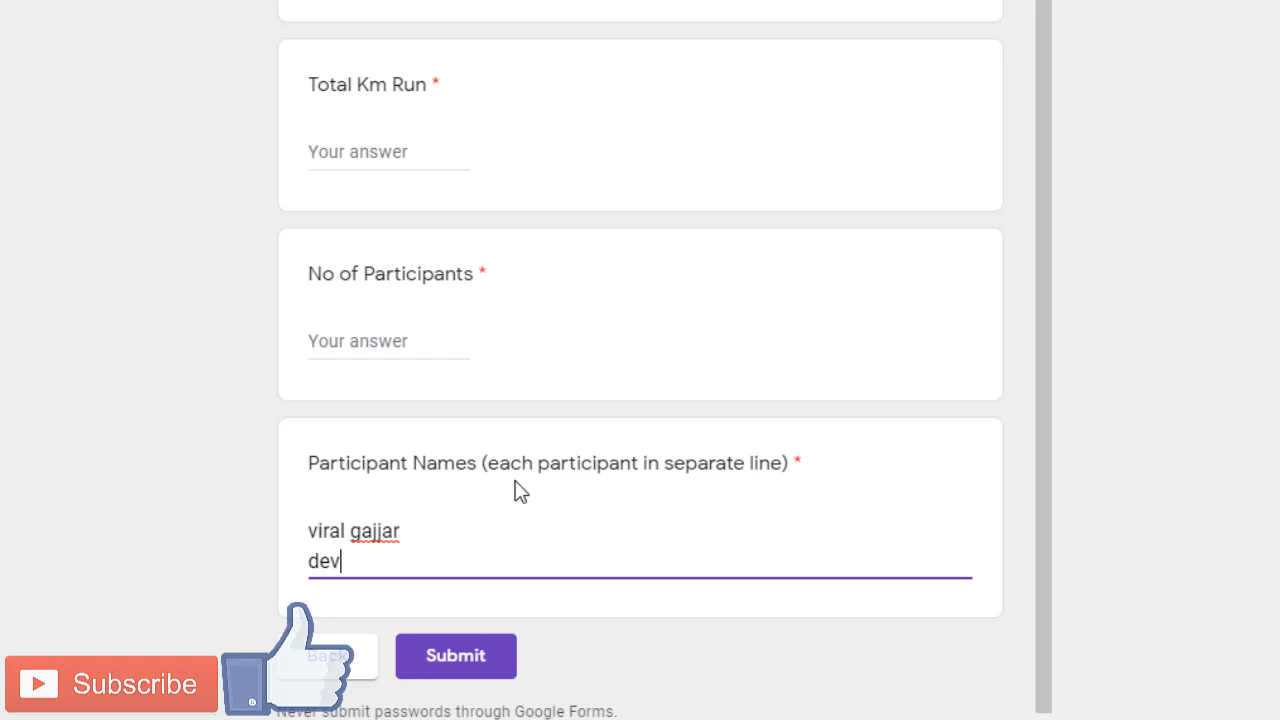 Total Km Run *
Your answer
No of Participants *
Your answer
Participant Names (each participant in separate line) *
viral gajjar
dev
Back
Submit
Subscribe
Never submit passwords through Google Forms.